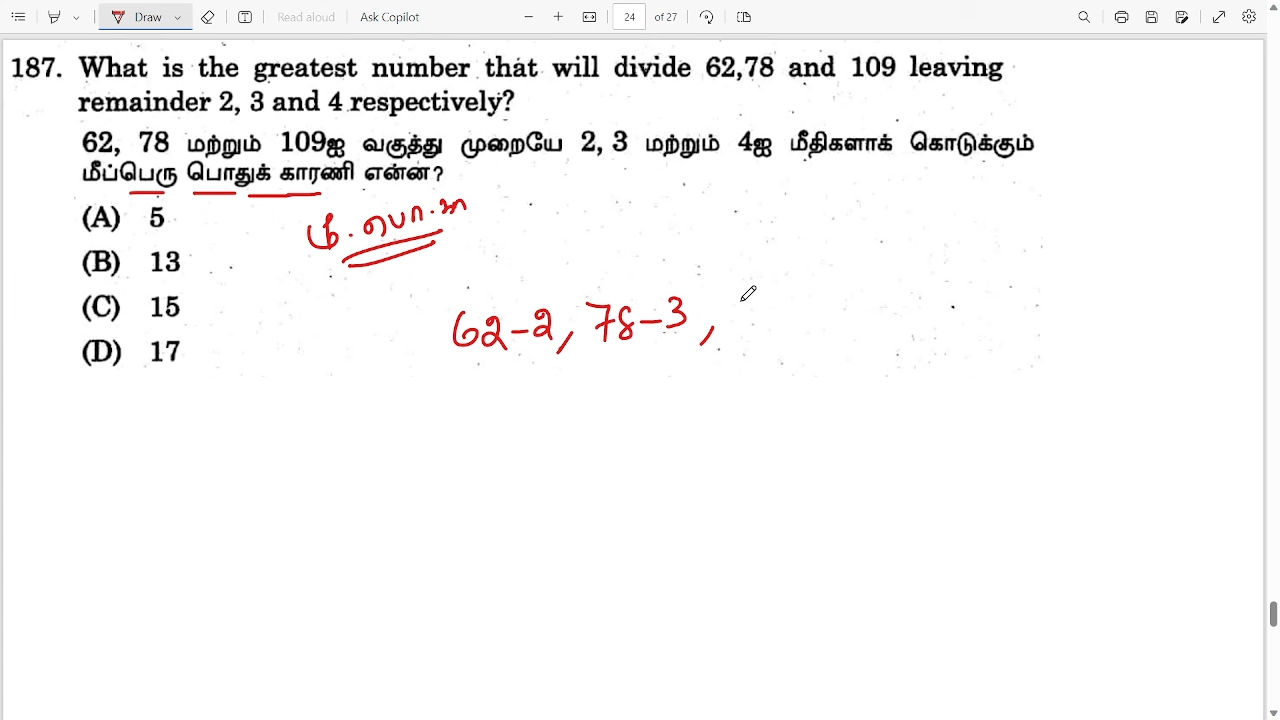 Draw
Read aloud
Ask Copilot
24
of 27
187. What is the greatest number that will divide 62,78 and 109 leaving
remainder 2, 3 and 4 respectively?
62, 78 மற்றும் 109ஐ வகுத்து முறையே 2, 3 மற்றும் 4ஐ மீதிகளாக் கொடுக்கும்
மீப்பெரு பொதுக் காரணி என்ன?
(A) 5
மீ.பொ.கா
(B) 13
(C) 15
62-2, 78-3,
(D) 17